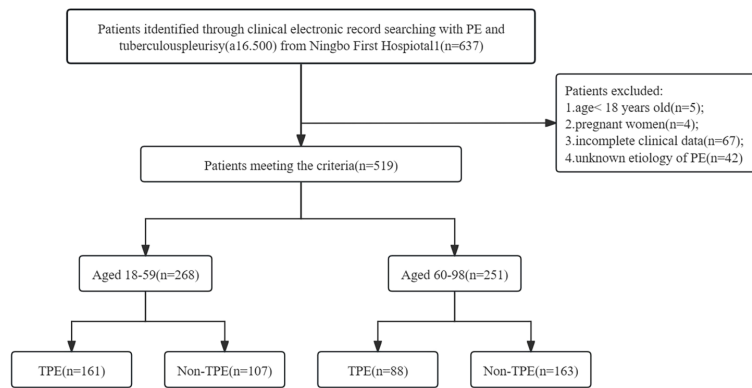 Patients itdentified through clinical electronic record searching with PE and
tuberculouspleurisy(a16.500) from Ningbo First Hospiotal1(n=637)
Patients excluded:
1.age< 18 years old(n=5);
2.pregnant women(n=4);
3.incomplete clinical data(n=67);
4.unknown etiology of PE(n=42)
Patients meeting the criteria(n=519)
Aged 18-59(n=268)
Aged 60-98(n=251)
TPE(n=161)
Non-TPE(n=107)
TPE(n=88)
Non-TPE(n=163)